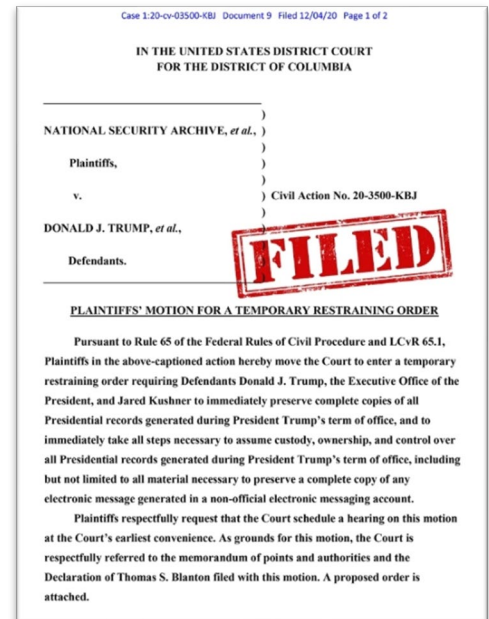 Case 1:20-cv-03500-KBJ Document 9 Filed 12/04/20 Page 1 of 2
IN THE UNITED STATES DISTRICT COURT
FOR THE DISTRICT OF COLUMBIA
)
NATIONAL SECURITY ARCHIVE, et al., )
)
Plaintiffs, )
)
v. ) Civil Action No. 20-3500-KBJ
)
DONALD J. TRUMP, et al., )
Defendants.
FILED
PLAINTIFFS' MOTION FOR A TEMPORARY RESTRAINING ORDER
Pursuant to Rule 65 of the Federal Rules of Civil Procedure and LCvR 65.1,
Plaintiffs in the above-captioned action hereby move the Court to enter a temporary
restraining order requiring Defendants Donald J. Trump, the Executive Office of the
President, and Jared Kushner to immediately preserve complete copies of all
Presidential records generated during President Trump's term of office, and to
immediately take all steps necessary to assume custody, ownership, and control over
all Presidential records generated during President Trump's term of office, including
but not limited to all material necessary to preserve a complete copy of any
electronic message generated in a non-official electronic messaging account.
Plaintiffs respectfully request that the Court schedule a hearing on this motion
at the Court's earliest convenience. As grounds for this motion, the Court is
respectfully referred to the memorandum of points and authorities and the
Declaration of Thomas S. Blanton filed with this motion. A proposed order is
attached.